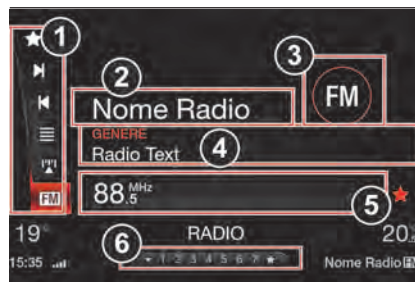 1
2
3
Nome Radio
FM
GENERE
Radio Text
4
FM
88.5 MHz
5
19°
6
RADIO
20.
1 2 3 4 5 6 7
15:35
Nome Radio